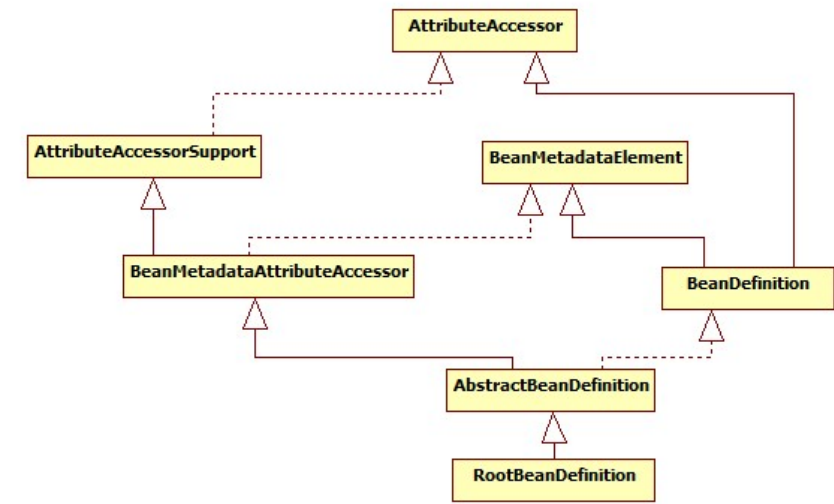 AttributeAccessor
AttributeAccessorSupport
BeanMetadataElement
BeanMetadataAttributeAccessor
BeanDefinition
AbstractBeanDefinition
RootBeanDefinition